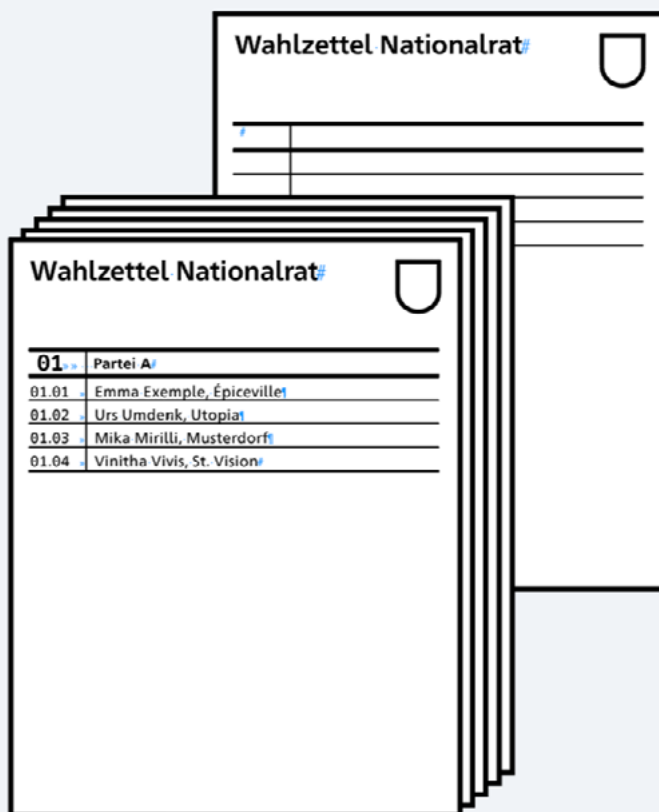 Wahlzettel Nationalrat
Wahlzettel Nationalrat
01 Partei A
01.01 Emma Exemple, Épiceville
01.02 Urs Umdenk, Utopia
01.03 Mika Mirilli, Musterdorf
01.04 Vinitha Vivis, St. Vision